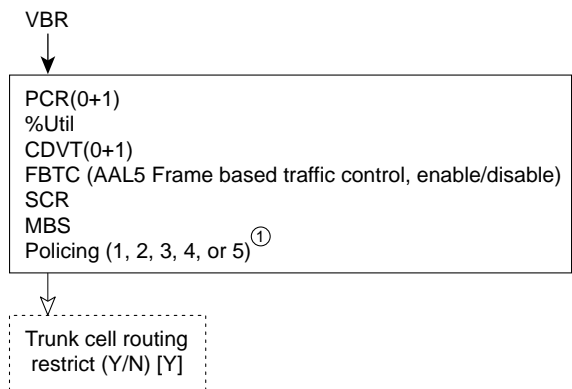 VBR
PCR(0+1)
%Util
CDVT(0+1)
FBTC (AAL5 Frame based traffic control, enable/disable)
SCR
MBS
Policing (1, 2, 3, 4, or 5)①
Trunk cell routing
restrict (Y/N) [Y]